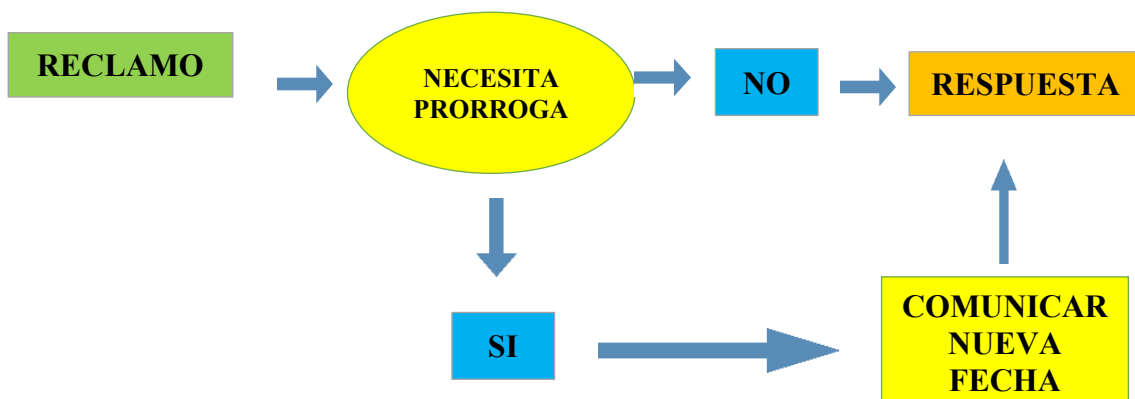 RECLAMO
NECESITA
PRORROGA
NO
RESPUESTA
SI
COMUNICAR
NUEVA
FECHA